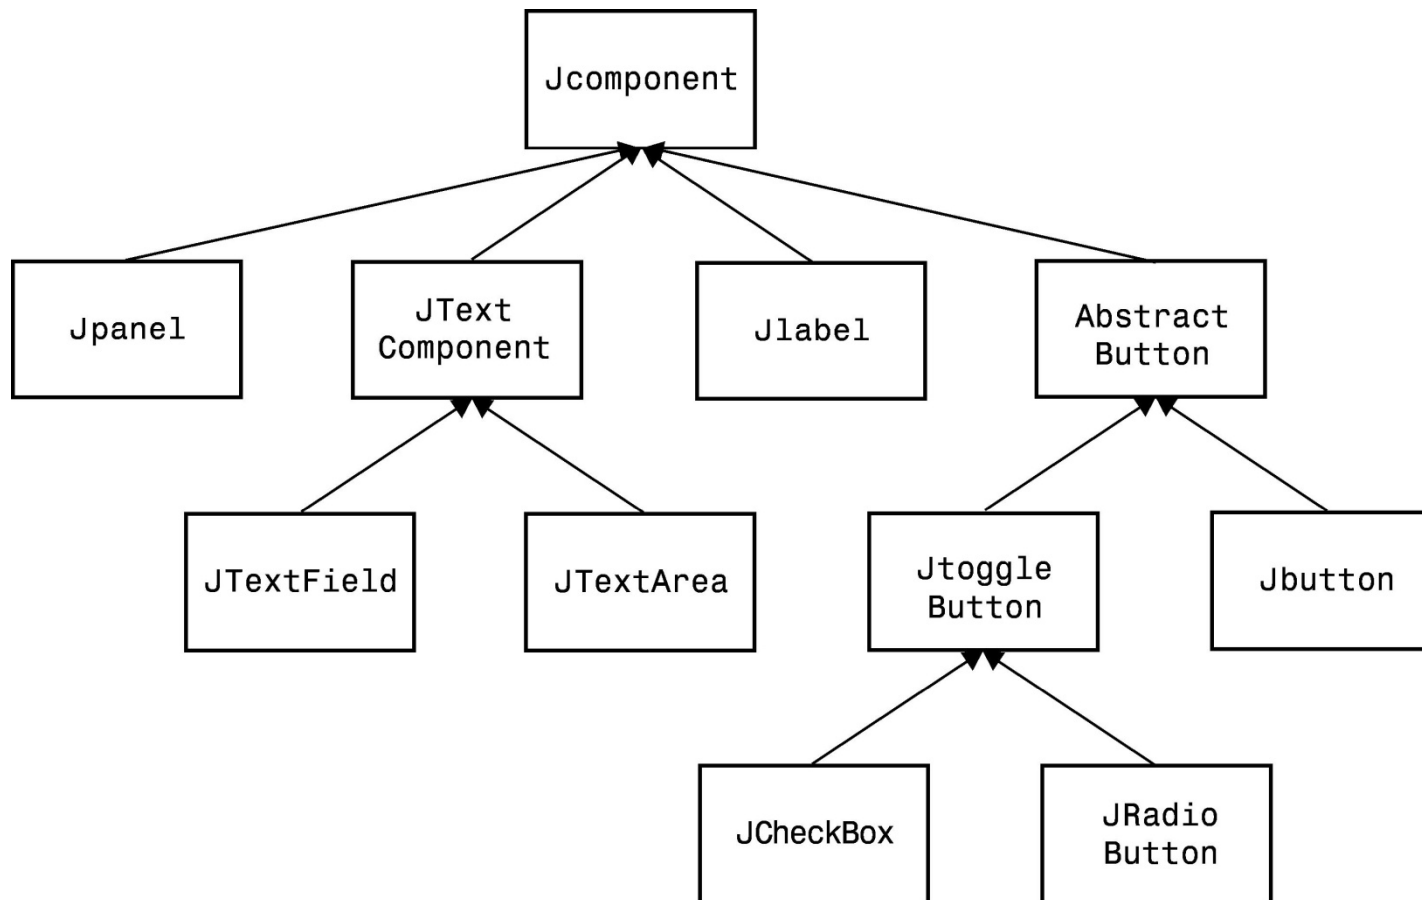 Jcomponent
Jpanel
JText
Component
Jlabel
Abstract
Button
JTextField
JTextArea
Jtoggle
Button
Jbutton
JCheckBox
JRadio
Button